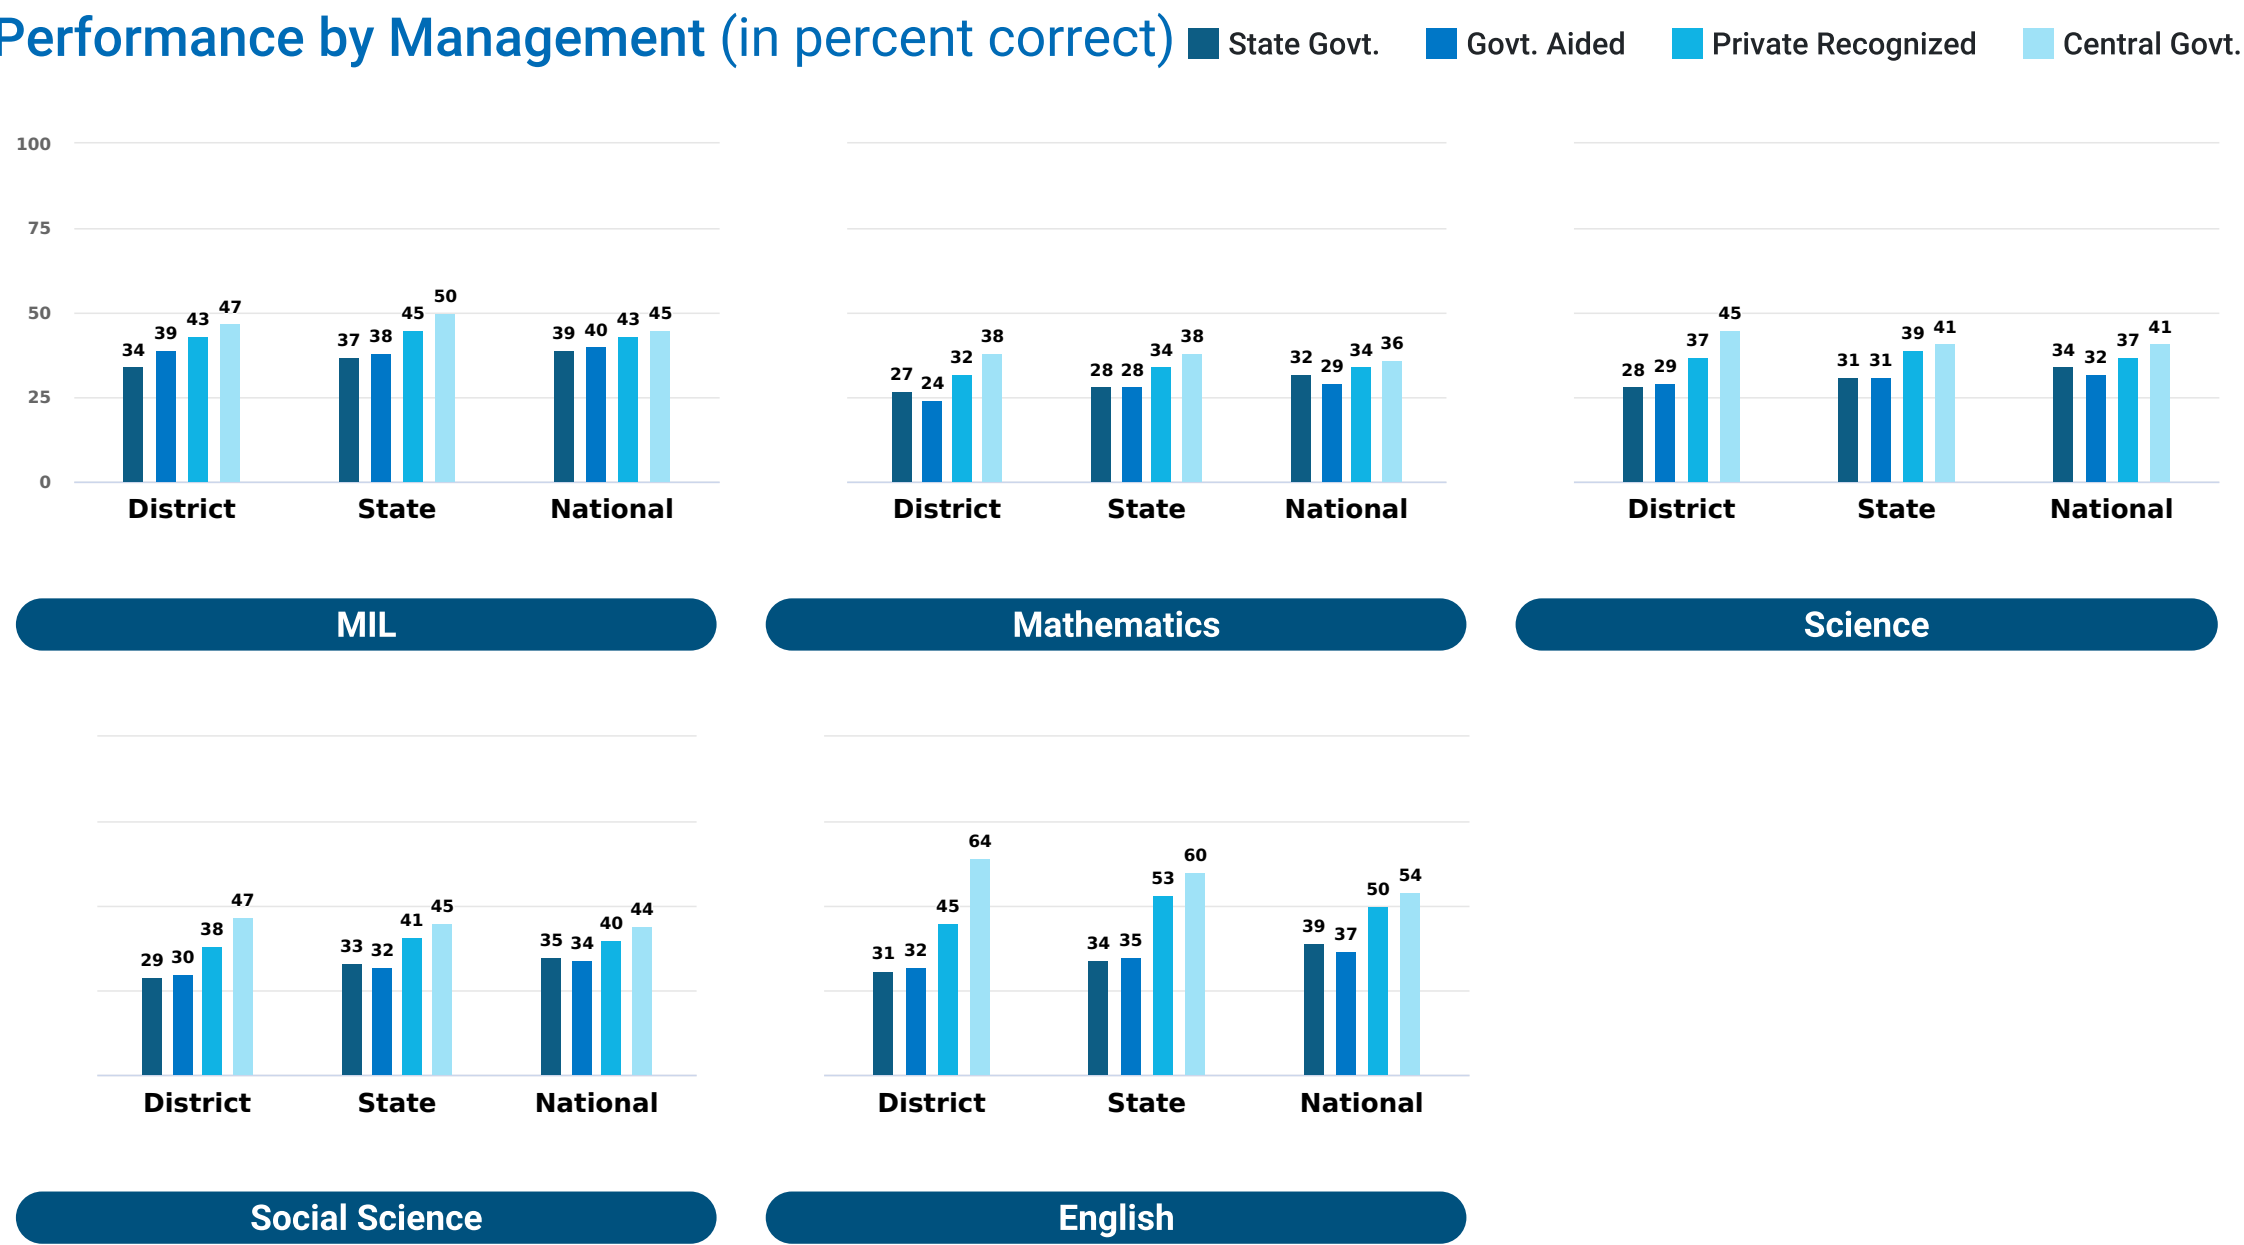 Performance by Management (in percent correct) State Govt. Govt. Aided Private Recognized Central Govt.
100
75
50
25
0
34 39 43 47 37 38 45 50 39 40 43 45
District State National
MIL
27 24 32 38 28 28 34 38 32 29 34 36
District State National
Mathematics
28 29 37 45 31 31 39 41 34 32 37 41
District State National
Science
29 30 38 47 33 32 41 45 35 34 40 44
District State National
Social Science
31 32 45 64 34 35 53 60 39 37 50 54
District State National
English